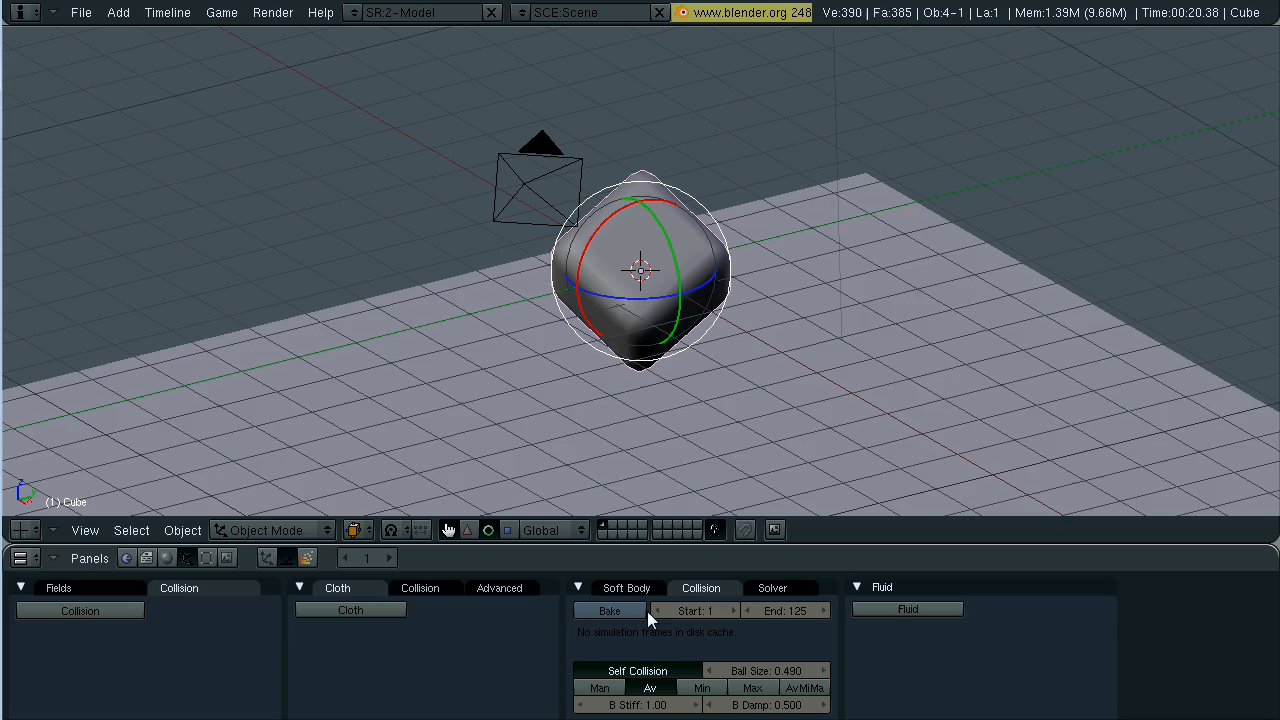 File Add Timeline Game Render Help SR:2-Model SCE:Scene www.blender.org 248 Ve:390 | Fa:385 | Ob:4-1 | La:1 | Mem:1.39M (9.66M) | Time:00:20.38 | Cube
Z
(1) Cube
View Select Object Object Mode Global
Panels 1
Fields Collision Cloth Collision Advanced Soft Body Collision Solver Fluid
Collision Cloth Bake Start: 1 End: 125 Fluid
No simulation frames in disk cache.
Self Collision Ball Size: 0.490
Man Av Min Max AvMiMa
B Stiff: 1.00 B Damp: 0.500